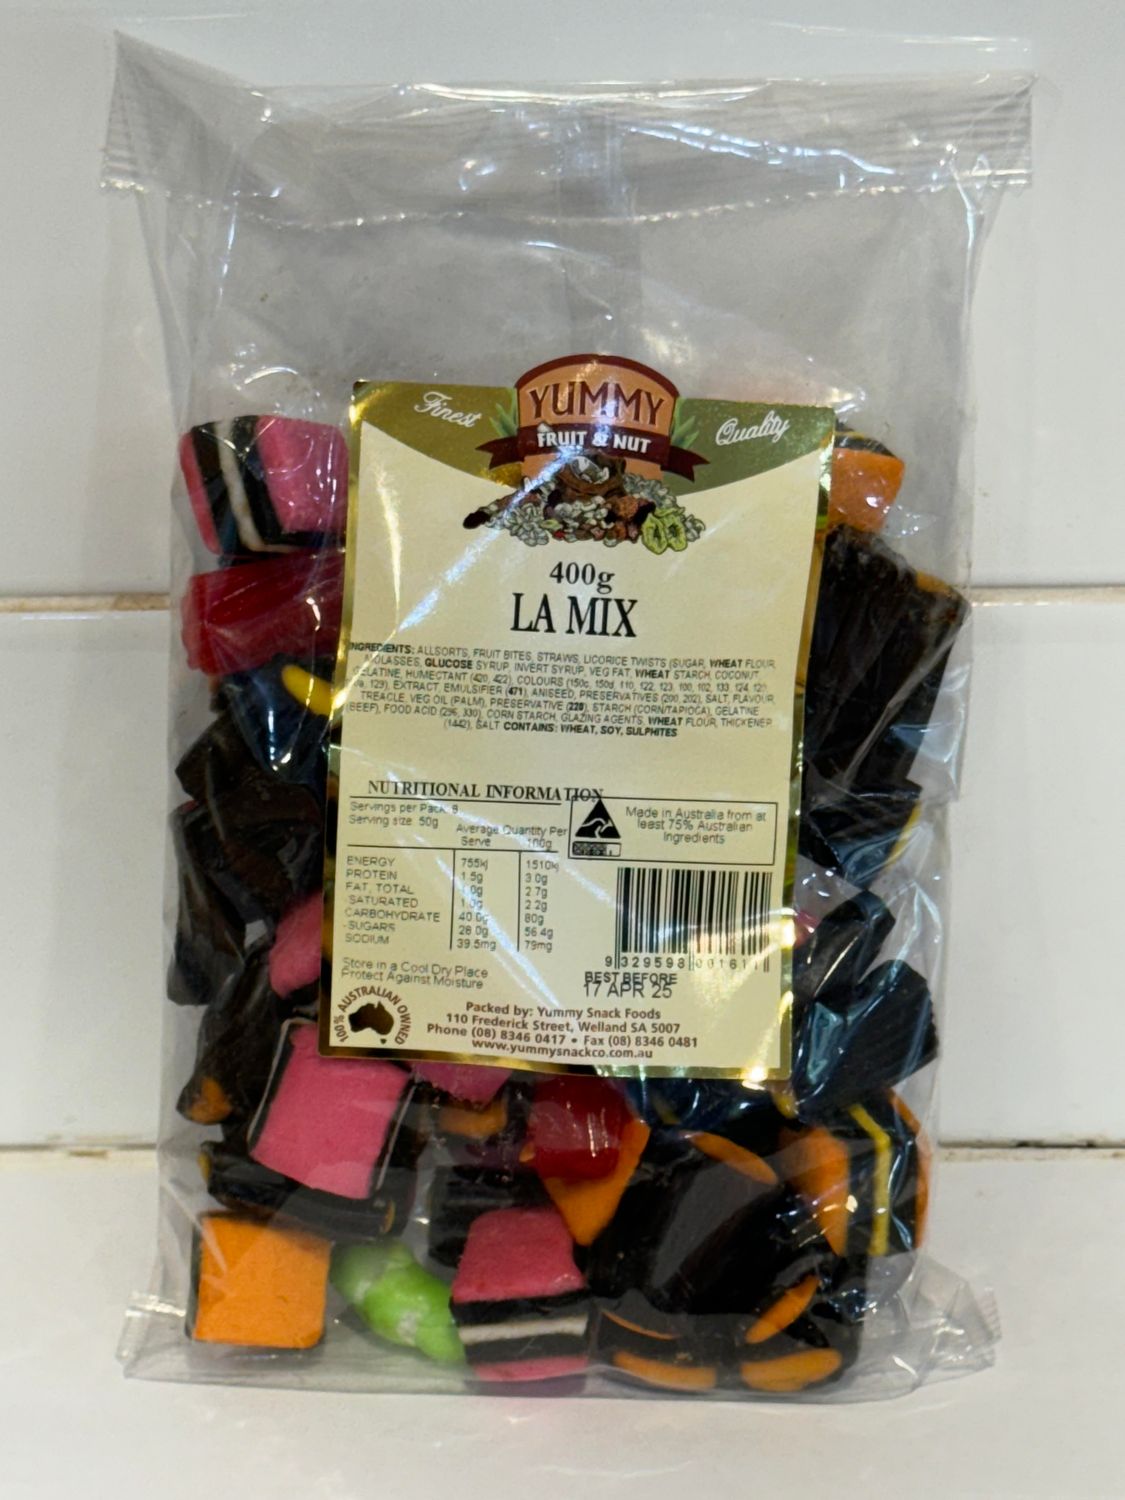 Finest
YUMMY
FRUIT & NUT
Quality
400g
LA MIX
INGREDIENTS: ALLSORTS, FRUIT BITES, STRAWS, LICORICE TWISTS (SUGAR, WHEAT FLOUR,
MOLASSES, GLUCOSE SYRUP, INVERT SYRUP, VEG FAT, WHEAT STARCH, COCONUT,
GELATINE, HUMECTANT (420, 422), COLOURS (150c, 150d, 110, 122, 123, 100, 102, 133, 124,
129), EXTRACT, EMULSIFIER (471), ANISEED, PRESERVATIVES (200, 202), SALT, FLAVOUR,
TREACLE, VEG OIL (PALM), PRESERVATIVE (220), STARCH (CORN/TAPIOCA), GELATINE
(BEEF), FOOD ACID (296, 330), CORN STARCH, GLAZING AGENTS, WHEAT FLOUR, THICKENER
(1442), SALT CONTAINS: WHEAT, SOY, SULPHITES
NUTRITIONAL INFORMATION
Servings per Pack: 8
Serving size: 50g
Average Quantity Per
Serve 100g
ENERGY 755kj 1510kj
PROTEIN 1.5g 3.0g
FAT, TOTAL 1.0g 2.7g
-SATURATED 1.0g 2.2g
CARBOHYDRATE 40.0g 80g
-SUGARS 28.0g 56.4g
SODIUM 39.5mg 79mg
Made in Australia from at
least 75% Australian
Ingredients
9 329598 001611
BEST BEFORE
17 APR 25
Store in a Cool Dry Place
Protect Against Moisture
100% AUSTRALIAN OWNED
Packed by: Yummy Snack Foods
110 Frederick Street, Welland SA 5007
Phone (08) 8346 0417 • Fax (08) 8346 0481
www.yummysnackco.com.au